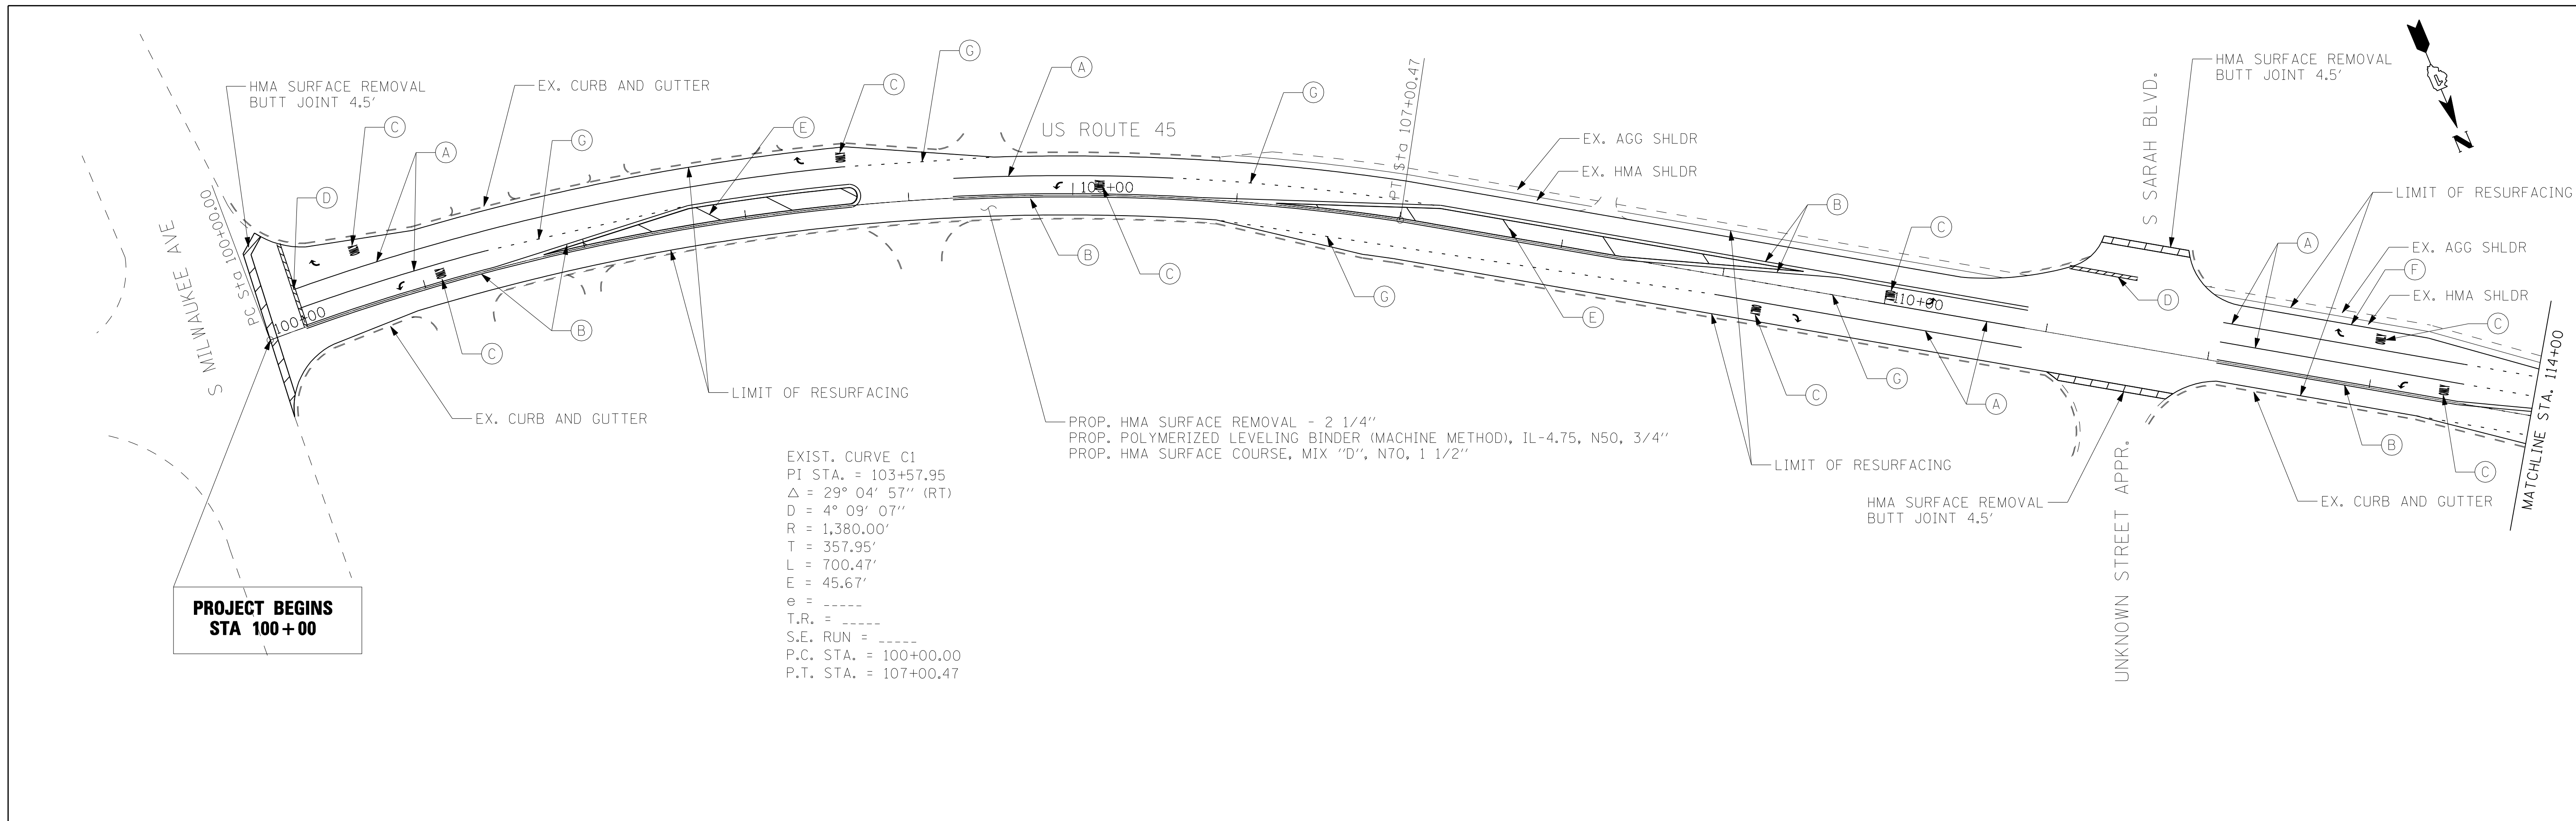 HMA SURFACE REMOVAL
BUTT JOINT 4.5'
EX. CURB AND GUTTER
C
G
A
D
E
C
G
A
G
US ROUTE 45
PT Sta 107+00.47
EX. AGG SHLDR
EX. HMA SHLDR
S SARAH BLVD.
HMA SURFACE REMOVAL
BUTT JOINT 4.5'
N
LIMIT OF RESURFACING
A
EX. AGG SHLDR
F
EX. HMA SHLDR
C
B
C
D
S MILWAUKEE AVE
PC Sta 100+00.00
100+00
105+00
110+00
B
C
B
C
G
E
C
G
A
B
C
MATCHLINE STA. 114+00
LIMIT OF RESURFACING
EX. CURB AND GUTTER
PROP. HMA SURFACE REMOVAL - 2 1/4"
PROP. POLYMERIZED LEVELING BINDER (MACHINE METHOD), IL-4.75, N50, 3/4"
PROP. HMA SURFACE COURSE, MIX "D", N70, 1 1/2"
LIMIT OF RESURFACING
HMA SURFACE REMOVAL
BUTT JOINT 4.5'
UNKNOWN STREET APPR.
EX. CURB AND GUTTER
EXIST. CURVE C1
PI STA. = 103+57.95
△ = 29° 04' 57" (RT)
D = 4° 09' 07"
R = 1,380.00'
T = 357.95'
L = 700.47'
E = 45.67'
e = _____
T.R. = _____
S.E. RUN = _____
P.C. STA. = 100+00.00
P.T. STA. = 107+00.47
PROJECT BEGINS
STA 100+00